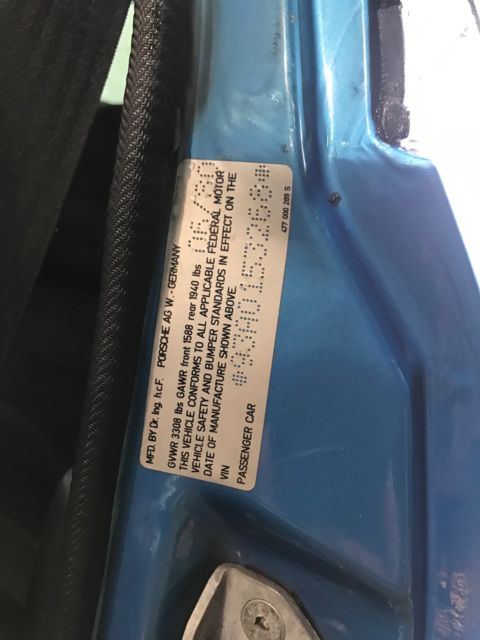 MFD. BY Dr. Ing. h.c.F. PORSCHE AG W.-GERMANY
GVWR 3308 lbs GAWR front 1588 rear 1940 lbs
THIS VEHICLE CONFORMS TO ALL APPLICABLE FEDERAL MOTOR
VEHICLE SAFETY AND BUMPER STANDARDS IN EFFECT ON THE
DATE OF MANUFACTURE SHOWN ABOVE.
VIN
PASSENGER CAR
477 000 289 S